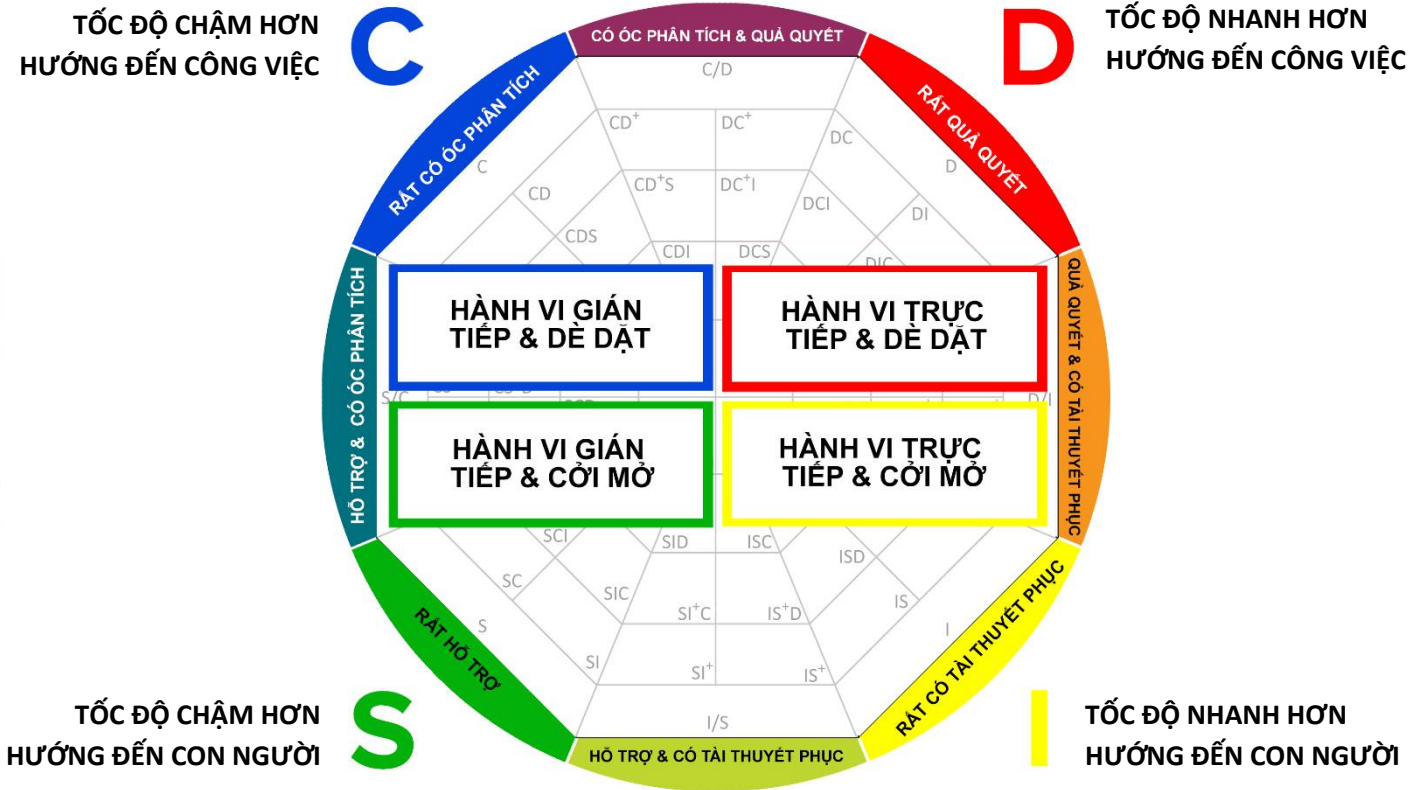 TỐC ĐỘ CHẬM HƠN
HƯỚNG ĐẾN CÔNG VIỆC
C
D
TỐC ĐỘ NHANH HƠN
HƯỚNG ĐẾN CÔNG VIỆC
CÓ ÓC PHÂN TÍCH & QUẢ QUYẾT
RẤT CÓ ÓC PHÂN TÍCH
RẤT QUẢ QUYẾT
C/D
CD+
DC+
DC
C
D
CD
CD+S
DC+I
DCI
DI
CDS
CDI
DCS
DIC
HỖ TRỢ & CÓ ÓC PHÂN TÍCH
QUẢ QUYẾT & CÓ TÀI THUYẾT PHỤC
HÀNH VI GIÁN
TIẾP & DÈ DẶT
HÀNH VI TRỰC
TIẾP & DÈ DẶT
S/C
D/I
HÀNH VI GIÁN
TIẾP & CỞI MỞ
HÀNH VI TRỰC
TIẾP & CỞI MỞ
SCI
SID
ISC
ISD
SC
SIC
SI+C
IS+D
IS
S
I
SI
SI+
IS+
RẤT HỖ TRỢ
RẤT CÓ TÀI THUYẾT PHỤC
I/S
HỖ TRỢ & CÓ TÀI THUYẾT PHỤC
TỐC ĐỘ CHẬM HƠN
HƯỚNG ĐẾN CON NGƯỜI
S
I
TỐC ĐỘ NHANH HƠN
HƯỚNG ĐẾN CON NGƯỜI